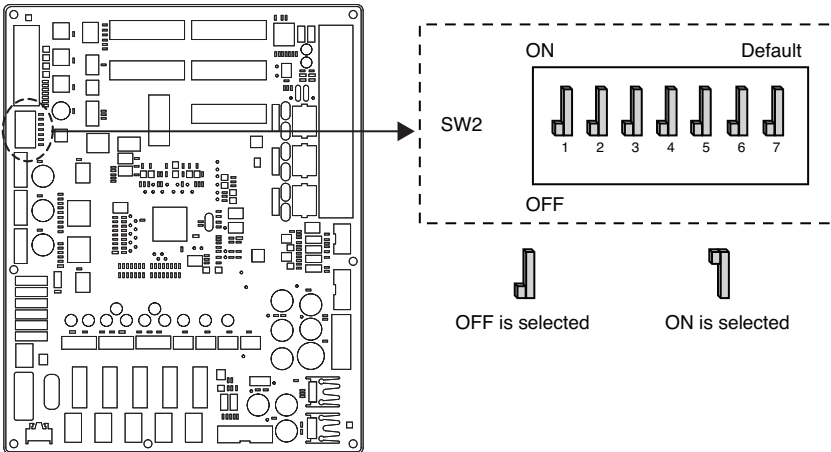 ON Default
SW2
1 2 3 4 5 6 7
OFF
OFF is selected ON is selected